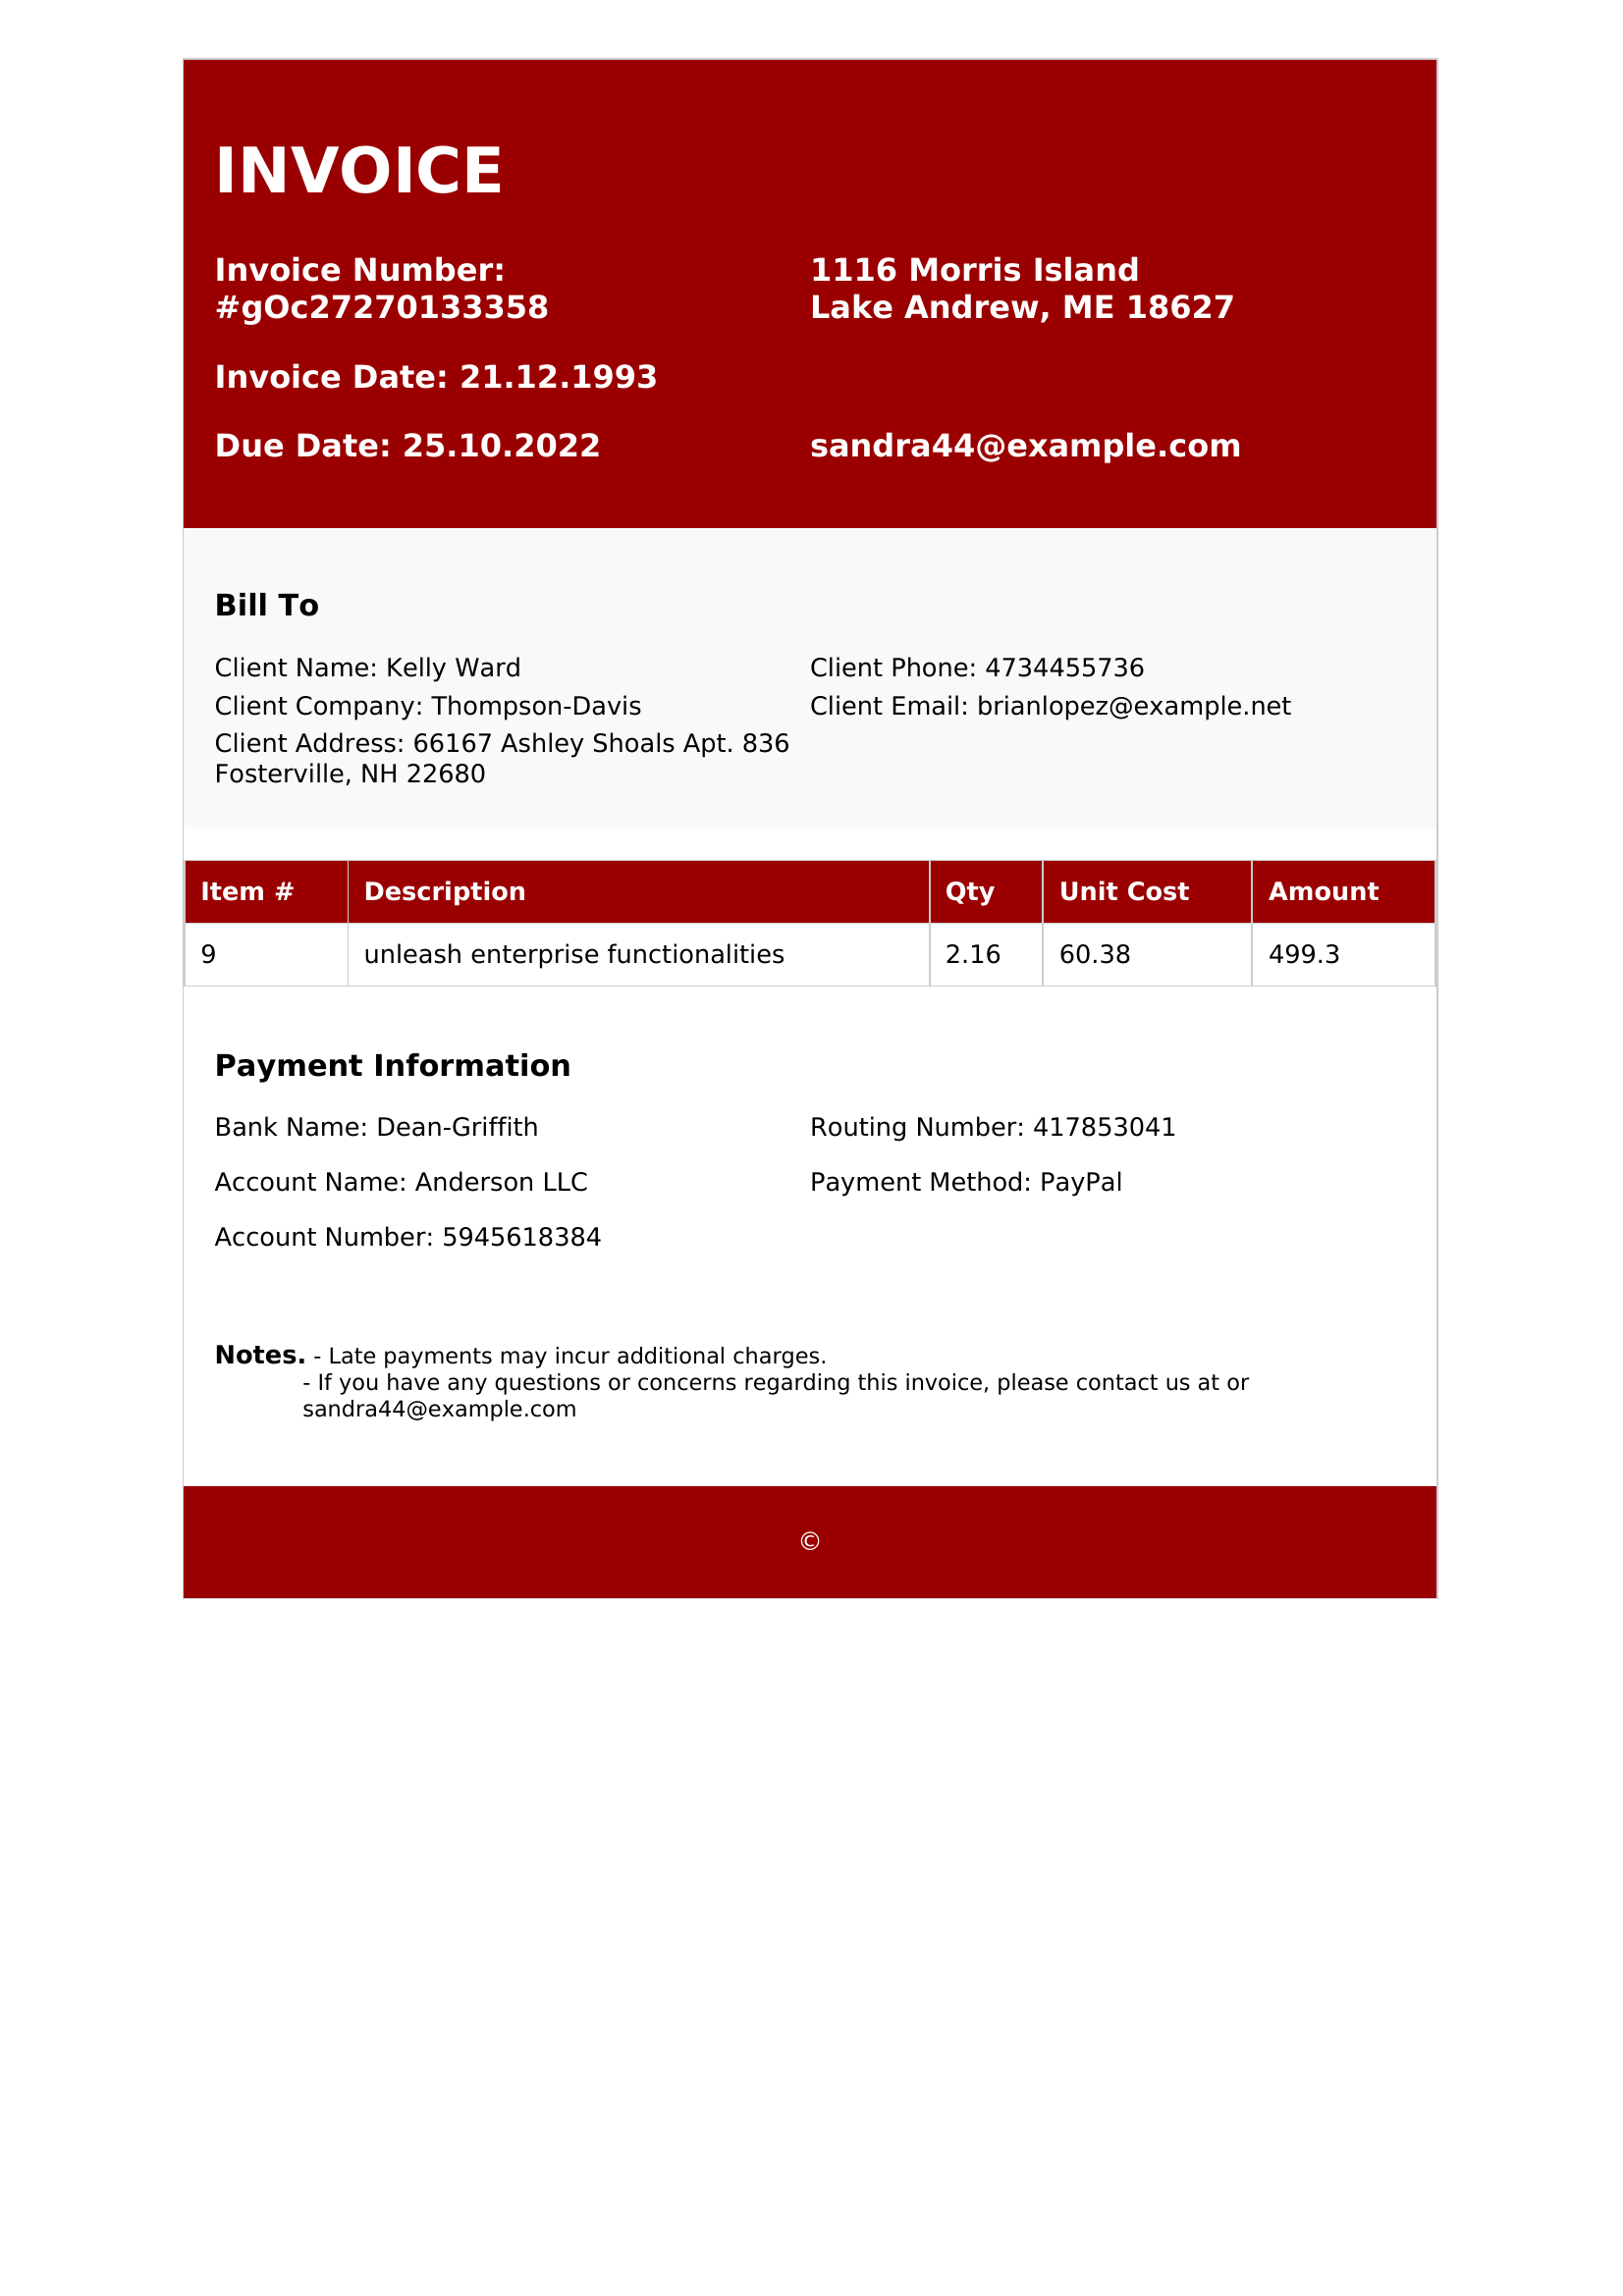 INVOICE
Invoice Number:
#gOc27270133358
1116 Morris Island
Lake Andrew, ME 18627
Invoice Date: 21.12.1993
Due Date: 25.10.2022
sandra44@example.com
Bill To
Client Name: Kelly Ward
Client Phone: 4734455736
Client Company: Thompson-Davis
Client Email: brianlopez@example.net
Client Address: 66167 Ashley Shoals Apt. 836
Fosterville, NH 22680
Item # Description Qty Unit Cost Amount
9 unleash enterprise functionalities 2.16 60.38 499.3
Payment Information
Bank Name: Dean-Griffith
Routing Number: 417853041
Account Name: Anderson LLC
Payment Method: PayPal
Account Number: 5945618384
Notes. - Late payments may incur additional charges.
- If you have any questions or concerns regarding this invoice, please contact us at or
sandra44@example.com
©